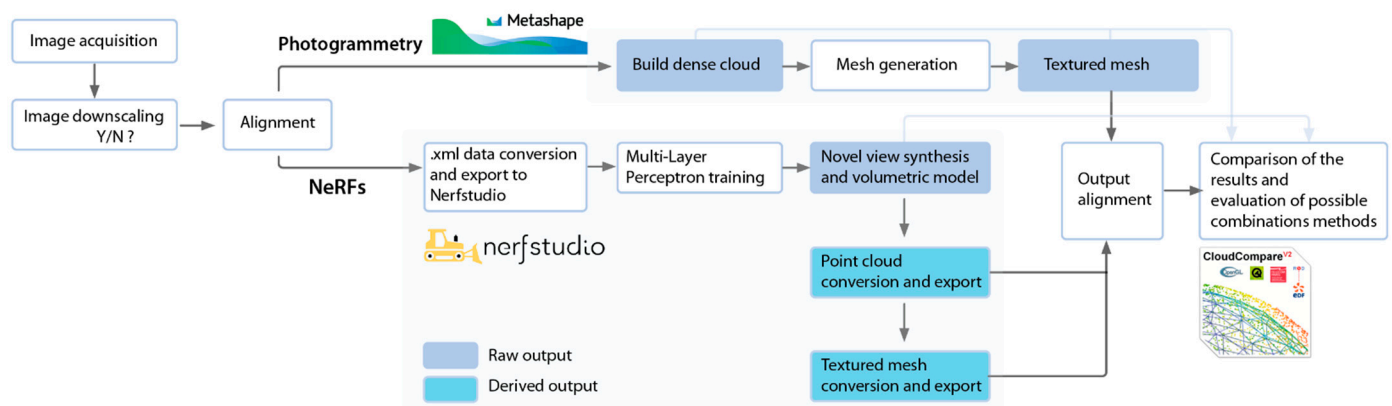 Image acquisition
Image downscaling
Y/N ?
Alignment
Photogrammetry
Metashape
Build dense cloud
Mesh generation
Textured mesh
NeRFs
.xml data conversion
and export to
Nerfstudio
nerfstudio
Multi-Layer
Perceptron training
Novel view synthesis
and volumetric model
Point cloud
conversion and export
Textured mesh
conversion and export
Output
alignment
Comparison of the
results and
evaluation of possible
combinations methods
CloudCompareV2
OpenGL
eDF
Raw output
Derived output